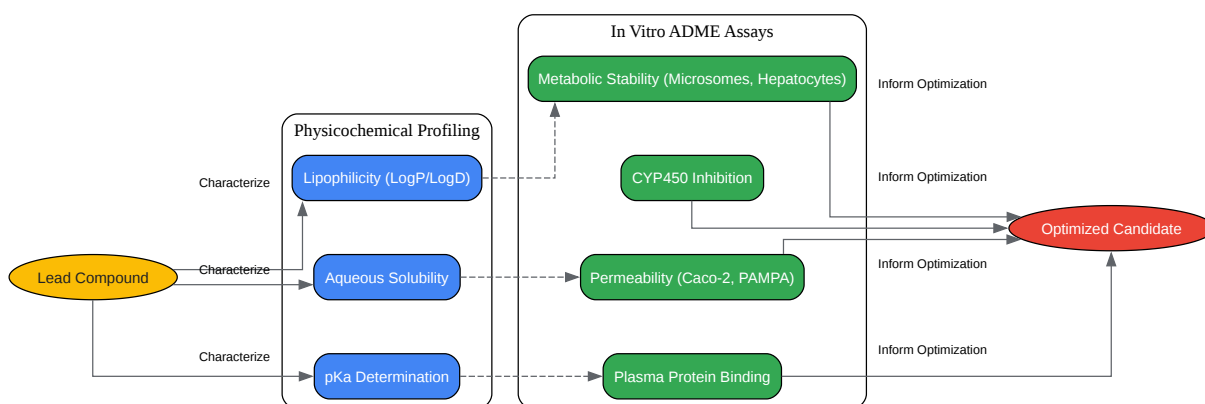 In Vitro ADME Assays
Metabolic Stability (Microsomes, Hepatocytes)
Inform Optimization
Physicochemical Profiling
Characterize
Lipophilicity (LogP/LogD)
CYP450 Inhibition
Inform Optimization
Optimized Candidate
Lead Compound
Characterize
Aqueous Solubility
Permeability (Caco-2, PAMPA)
Inform Optimization
Characterize
pKa Determination
Plasma Protein Binding
Inform Optimization